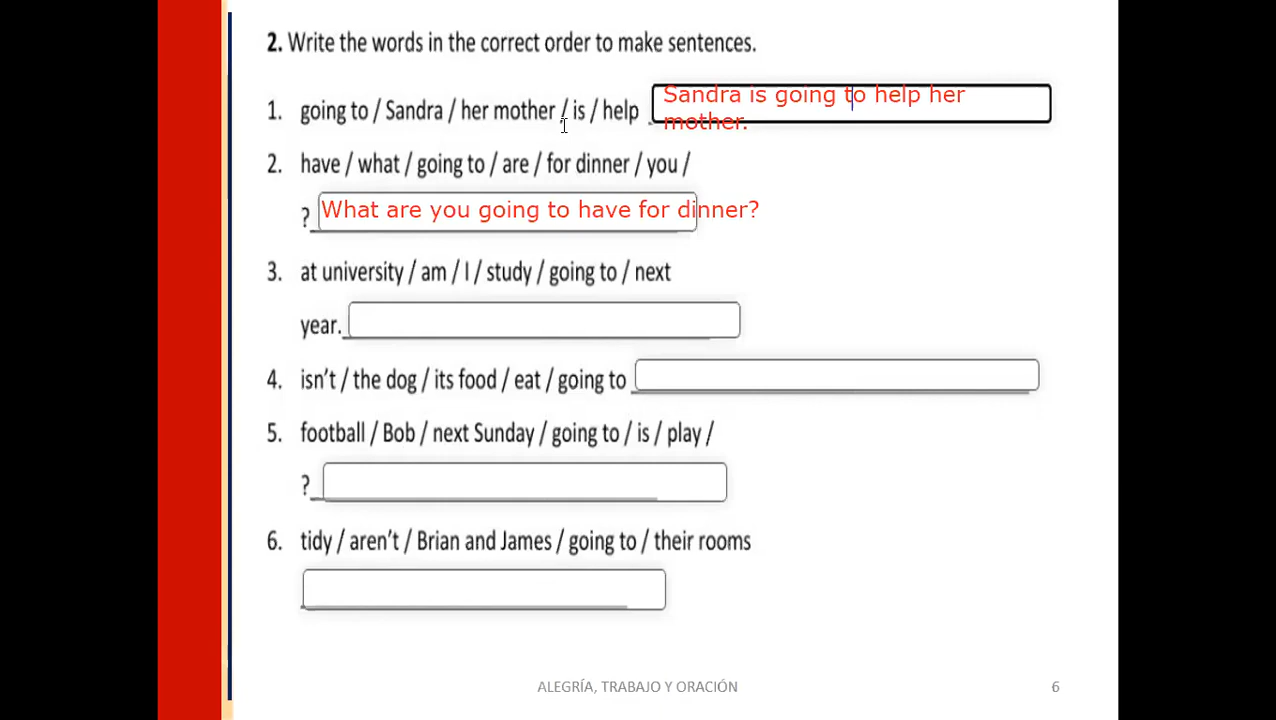 2. Write the words in the correct order to make sentences.
1. going to / Sandra / her mother / is / help
Sandra is going to help her
mother.
2. have / what / going to / are / for dinner / you /
? What are you going to have for dinner?
3. at university / am / I / study / going to / next
year.
4. isn't / the dog / its food / eat / going to
5. football / Bob / next Sunday / going to / is / play /
?
6. tidy / aren't / Brian and James / going to / their rooms
ALEGRÍA, TRABAJO Y ORACIÓN 6